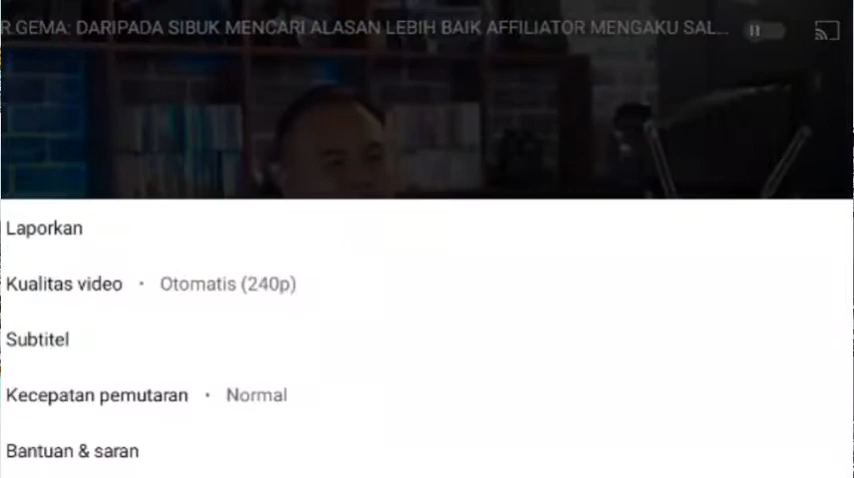 R.GEMA: DARIPADA SIBUK MENCARI ALASAN LEBIH BAIK AFFILIATOR MENGAKU SAL...
Laporkan
Kualitas video • Otomatis (240p)
Subtitel
Kecepatan pemutaran • Normal
Bantuan & saran